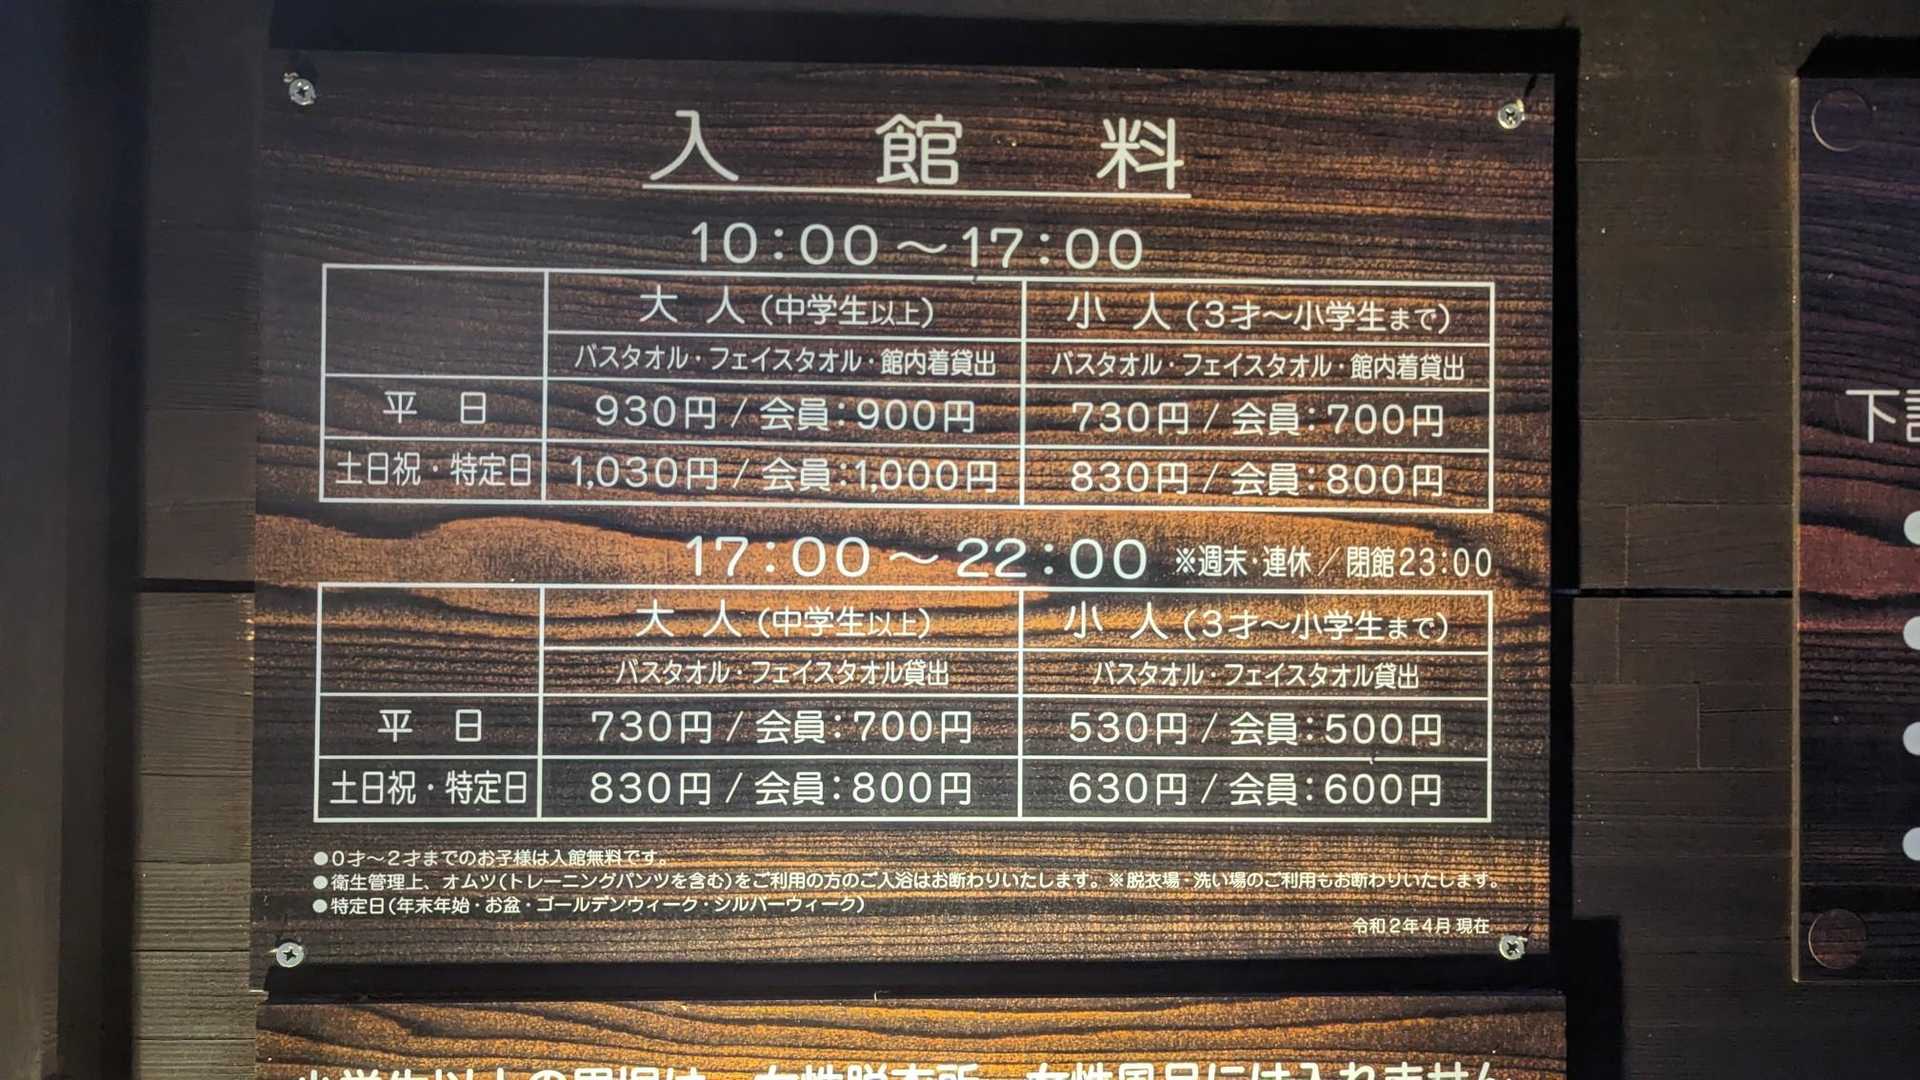 入館料
10:00〜17:00
大人(中学生以上) 小人(3才〜小学生まで)
バスタオル・フェイスタオル・館内着貸出 バスタオル・フェイスタオル・館内着貸出
平日 930円/会員:900円 730円/会員:700円
土日祝・特定日 1,030円/会員:1,000円 830円/会員:800円
17:00〜22:00 ※週末・連休/閉館23:00
大人(中学生以上) 小人(3才〜小学生まで)
バスタオル・フェイスタオル貸出 バスタオル・フェイスタオル貸出
平日 730円/会員:700円 530円/会員:500円
土日祝・特定日 830円/会員:800円 630円/会員:600円
●0才〜2才までのお子様は入館無料です。
●衛生管理上、オムツ(トレーニングパンツを含む)をご利用の方のご入浴はお断わりいたします。※脱衣場・洗い場のご利用もお断わりいたします。
●特定日(年末年始・お盆・ゴールデンウィーク・シルバーウィーク)
令和2年4月 現在
下